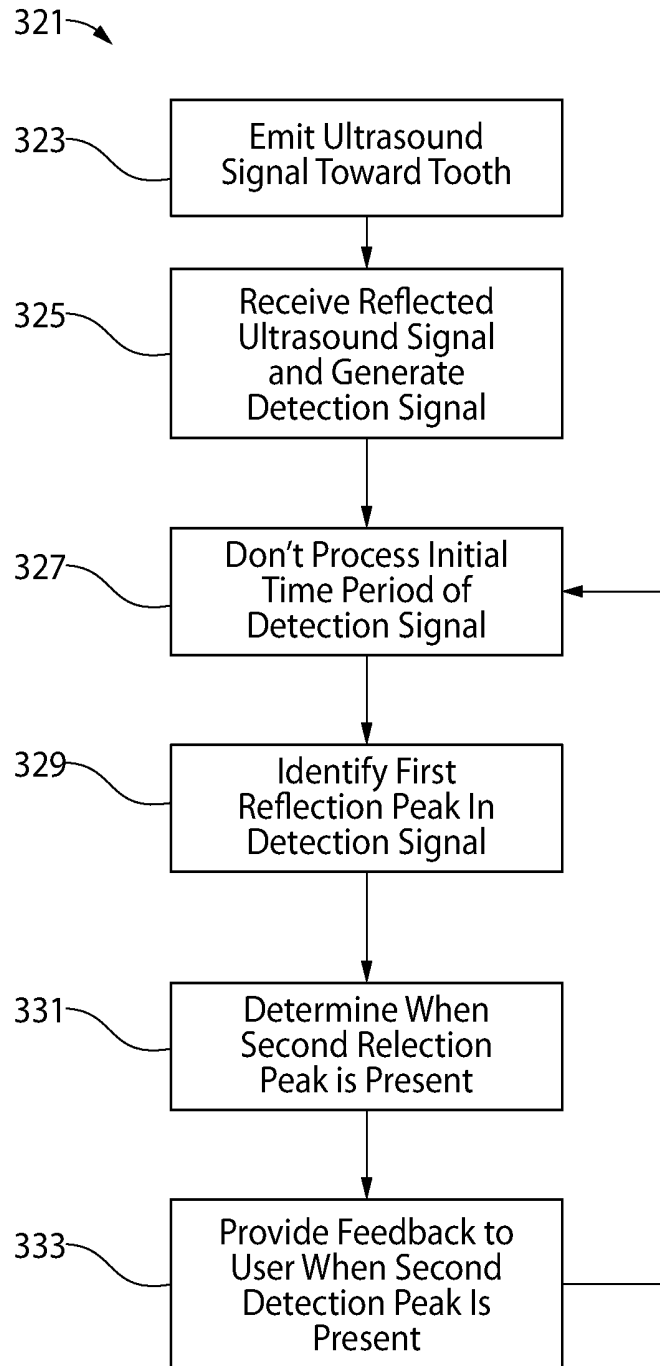 321
323
Emit Ultrasound
Signal Toward Tooth
325
Receive Reflected
Ultrasound Signal
and Generate
Detection Signal
327
Don't Process Initial
Time Period of
Detection Signal
329
Identify First
Reflection Peak In
Detection Signal
331
Determine When
Second Relection
Peak is Present
333
Provide Feedback to
User When Second
Detection Peak Is
Present